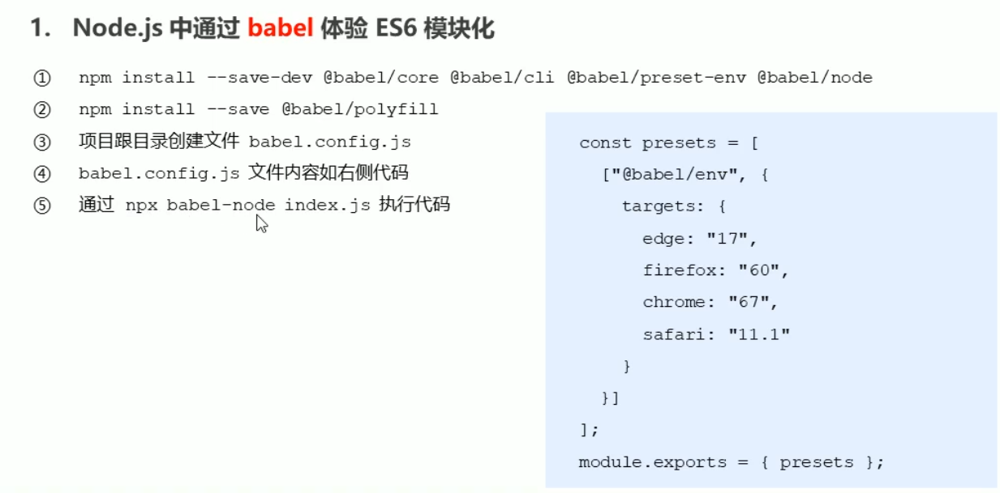 1. Node.js 中通过 babel 体验 ES6 模块化
① npm install --save-dev @babel/core @babel/cli @babel/preset-env @babel/node
② npm install --save @babel/polyfill
③ 项目跟目录创建文件 babel.config.js
④ babel.config.js 文件内容如右侧代码
⑤ 通过 npx babel-node index.js 执行代码
const presets = [
["@babel/env", {
targets: {
edge: "17",
firefox: "60",
chrome: "67",
safari: "11.1"
}
}]
];
module.exports = { presets };